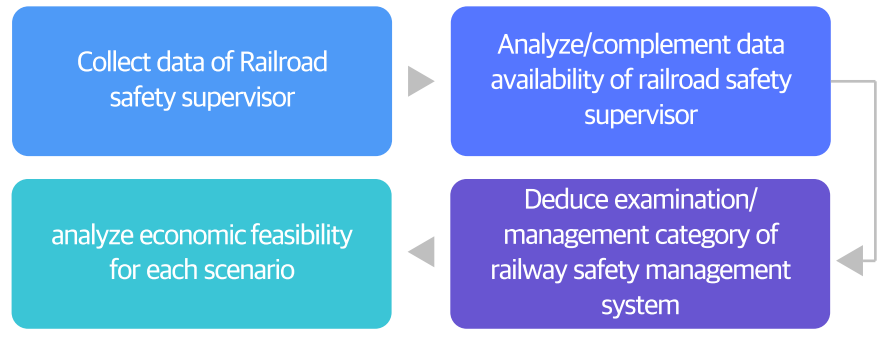 Collect data of Railroad
safety supervisor
Analyze/complement data
availability of railroad safety
supervisor
Deduce examination/
management category of
railway safety management
system
analyze economic feasibility
for each scenario